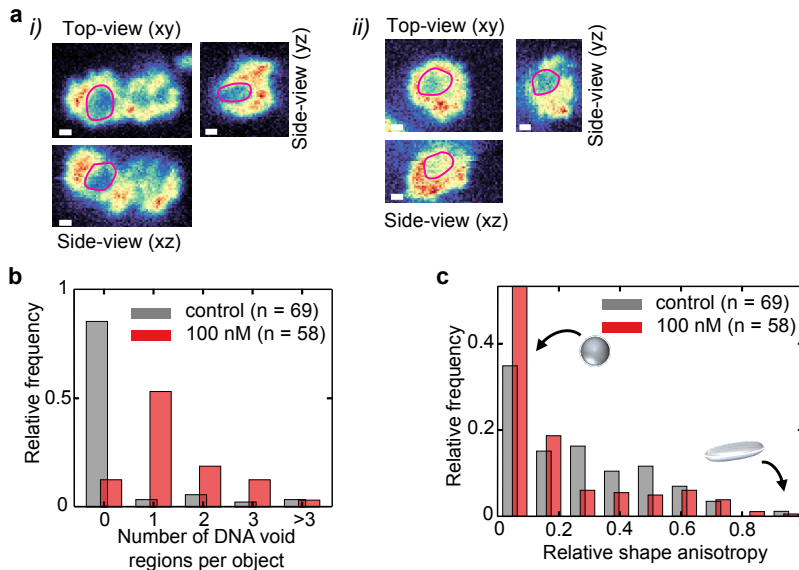 a
i)
Top-view (xy)
Side-view (yz)
Side-view (xz)
ii)
Top-view (xy)
Side-view (yz)
Side-view (xz)
b
Relative frequency
1
0.5
0
control (n = 69)
100 nM (n = 58)
0 1 2 3 >3
Number of DNA void
regions per object
c
Relative frequency
0.4
0.2
0
control (n = 69)
100 nM (n = 58)
0 0.2 0.4 0.6 0.8
Relative shape anisotropy